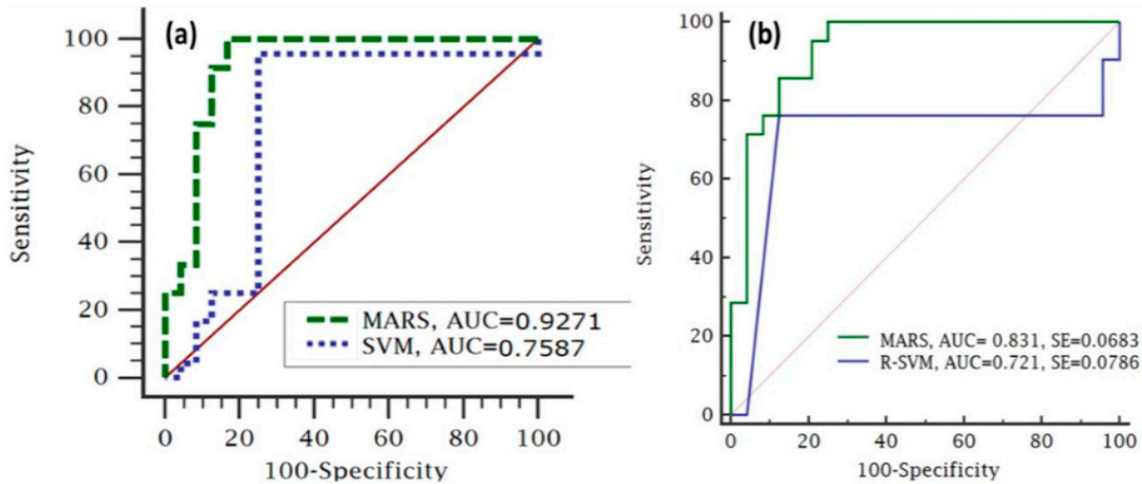 (a)
100
80
60
40
20
0
Sensitivity
MARS, AUC=0.9271
SVM, AUC=0.7587
0 20 40 60 80 100
100-Specificity
(b)
100
80
60
40
20
0
Sensitivity
MARS, AUC= 0.831, SE=0.0683
R-SVM, AUC=0.721, SE=0.0786
0 20 40 60 80 100
100-Specificity